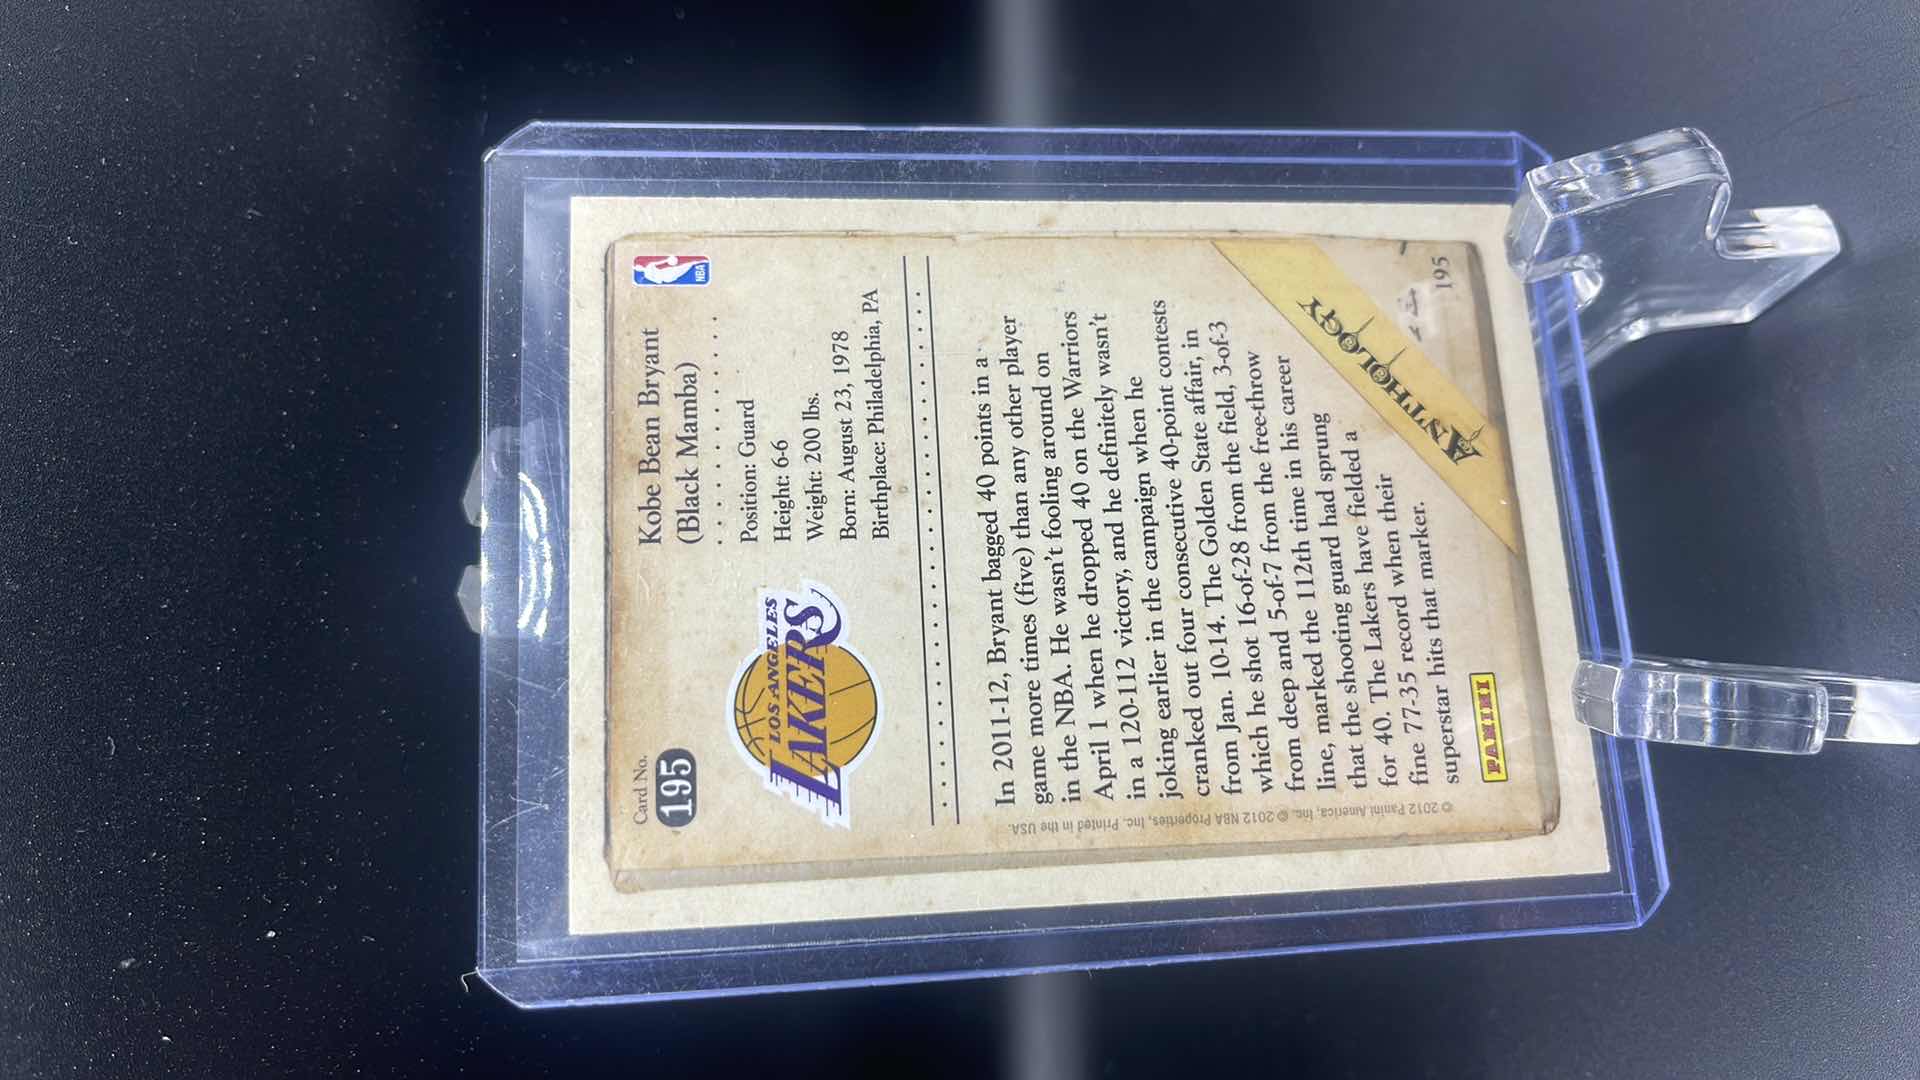 Card No.
195
Kobe Bean Bryant
(Black Mamba)
NBA
LOS ANGELES
LAKERS
Position: Guard
Height: 6-6
Weight: 200 lbs.
Born: August 23, 1978
Birthplace: Philadelphia, PA
In 2011-12, Bryant bagged 40 points in a
game more times (five) than any other player
in the NBA. He wasn't fooling around on
April 1 when he dropped 40 on the Warriors
in a 120-112 victory, and he definitely wasn't
joking earlier in the campaign when he
cranked out four consecutive 40-point contests
from Jan. 10-14. The Golden State affair, in
which he shot 16-of-28 from the field, 3-of-3
from deep and 5-of-7 from the free-throw
line, marked the 112th time in his career
that the shooting guard had sprung
for 40. The Lakers have fielded a
fine 77-35 record when their
superstar hits that marker.
ANTHOLOGY
195
PANINI
© 2012 Panini America, Inc. © 2012 NBA Properties, Inc. Printed in the USA.